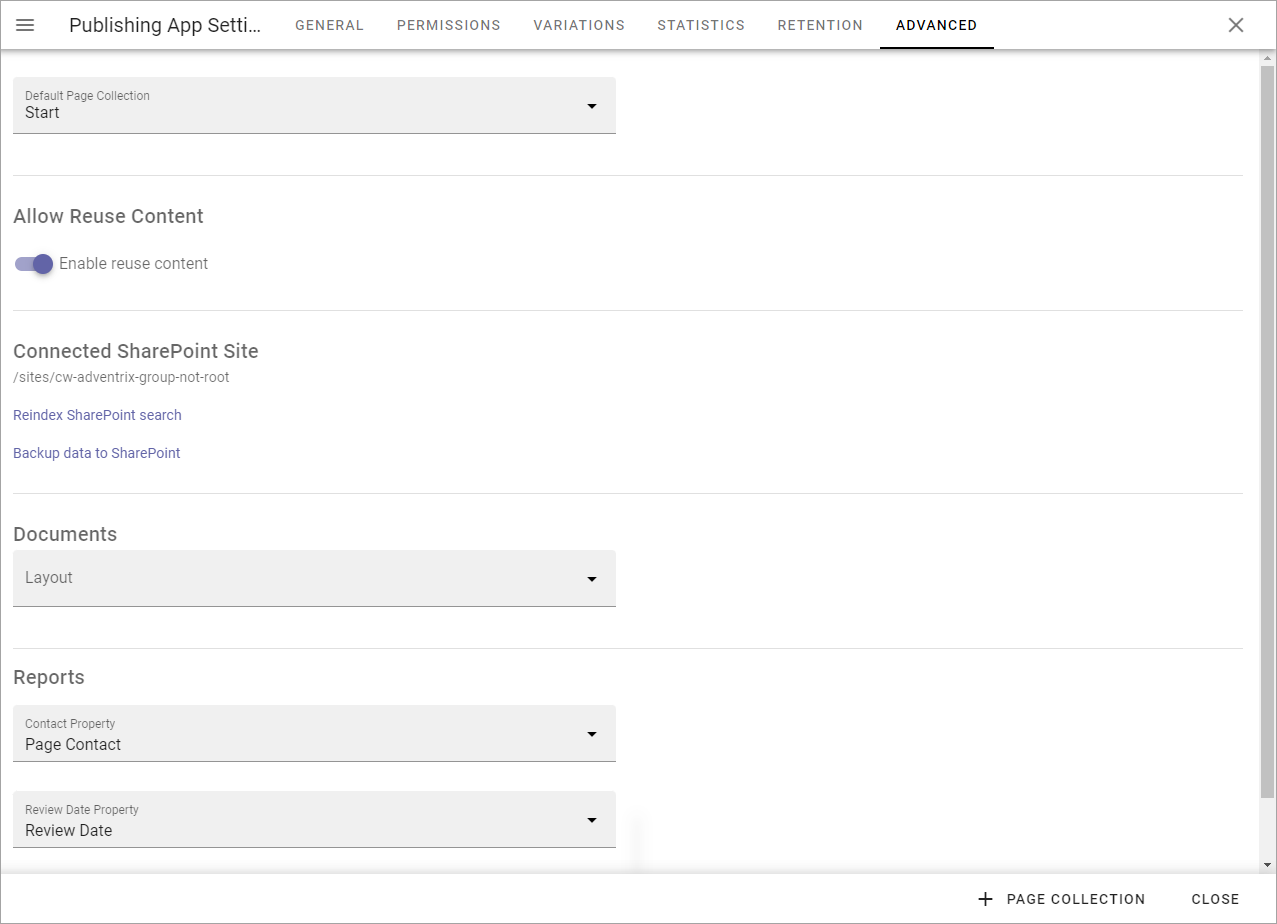 Publishing App Setti...
GENERAL
PERMISSIONS
VARIATIONS
STATISTICS
RETENTION
ADVANCED
Default Page Collection
Start
Allow Reuse Content
Enable reuse content
Connected SharePoint Site
/sites/cw-adventrix-group-not-root
Reindex SharePoint search
Backup data to SharePoint
Documents
Layout
Reports
Contact Property
Page Contact
Review Date Property
Review Date
PAGE COLLECTION
CLOSE